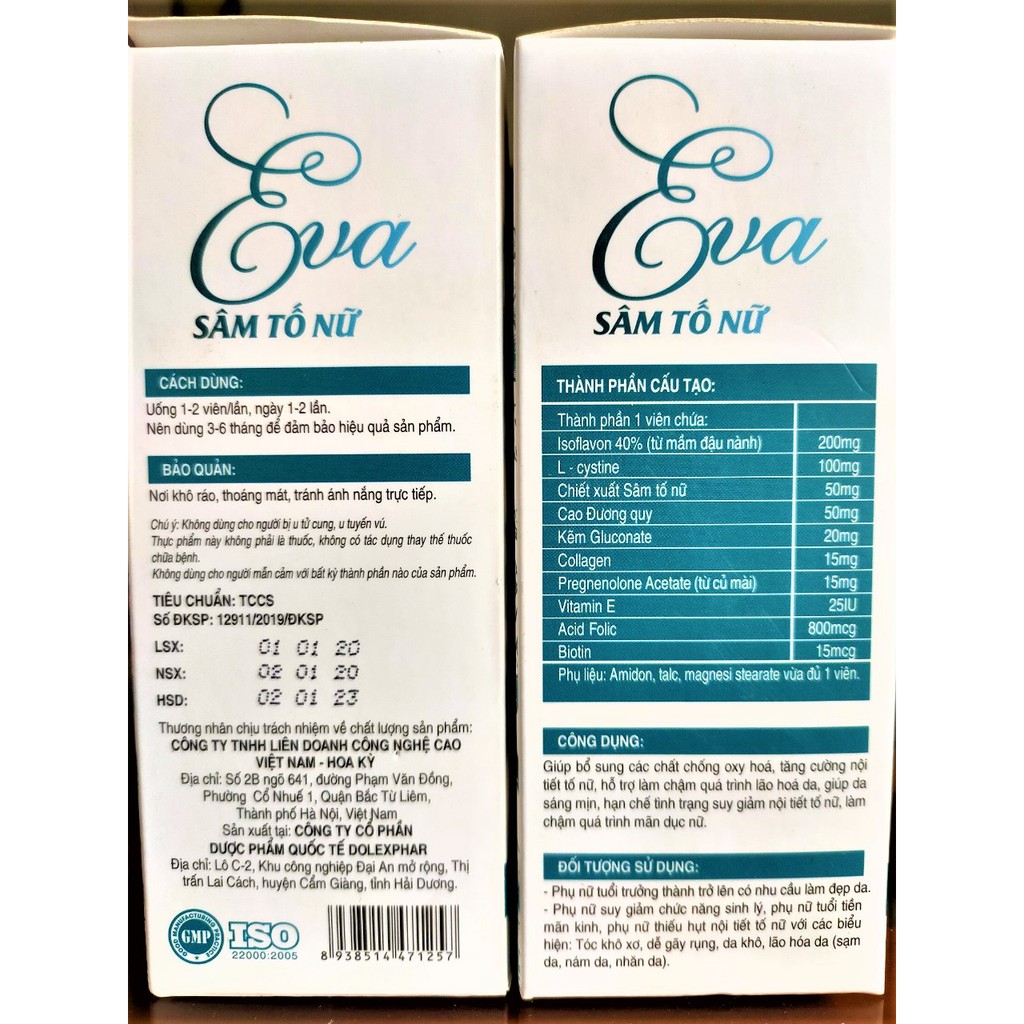 Eva
SÂM TỐ NỮ
CÁCH DÙNG:
Uống 1-2 viên/lần, ngày 1-2 lần.
Nên dùng 3-6 tháng để đảm bảo hiệu quả sản phẩm.
BẢO QUẢN:
Nơi khô ráo, thoáng mát, tránh ánh nắng trực tiếp.
Chú ý: Không dùng cho người bị u tử cung, u tuyến vú.
Thực phẩm này không phải là thuốc, không có tác dụng thay thế thuốc
chữa bệnh.
Không dùng cho người mẫn cảm với bất kỳ thành phần nào của sản phẩm.
TIÊU CHUẨN: TCCS
Số ĐKSP: 12911/2019/ĐKSP
LSX: 01 01 20
NSX: 02 01 20
HSD: 02 01 23
Thương nhân chịu trách nhiệm về chất lượng sản phẩm:
CÔNG TY TNHH LIÊN DOANH CÔNG NGHỆ CAO
VIỆT NAM - HOA KỲ
Địa chỉ: Số 2B ngõ 641, đường Phạm Văn Đồng,
Phường Cổ Nhuế 1, Quận Bắc Từ Liêm,
Thành phố Hà Nội, Việt Nam
Sản xuất tại: CÔNG TY CỔ PHẦN
DƯỢC PHẨM QUỐC TẾ DOLEXPHAR
Địa chỉ: Lô C-2, Khu công nghiệp Đại An mở rộng, Thị
trấn Lai Cách, huyện Cẩm Giàng, tỉnh Hải Dương.
GOOD MANUFACTURING PRACTICE
GMP
ISO
22000:2005
8 938514 471257
Eva
SÂM TỐ NỮ
THÀNH PHẦN CẤU TẠO:
Thành phần 1 viên chứa:
Isoflavon 40% (từ mầm đậu nành) 200mg
L - cystine 100mg
Chiết xuất Sâm tố nữ 50mg
Cao Đương quy 50mg
Kẽm Gluconate 20mg
Collagen 15mg
Pregnenolone Acetate (từ củ mài) 15mg
Vitamin E 25IU
Acid Folic 800mcg
Biotin 15mcg
Phụ liệu: Amidon, talc, magnesi stearate vừa đủ 1 viên.
CÔNG DỤNG:
Giúp bổ sung các chất chống oxy hoá, tăng cường nội
tiết tố nữ, hỗ trợ làm chậm quá trình lão hoá da, giúp da
sáng mịn, hạn chế tình trạng suy giảm nội tiết tố nữ, làm
chậm quá trình mãn dục nữ.
ĐỐI TƯỢNG SỬ DỤNG:
- Phụ nữ tuổi trưởng thành trở lên có nhu cầu làm đẹp da.
- Phụ nữ suy giảm chức năng sinh lý, phụ nữ tuổi tiền
mãn kinh, phụ nữ thiếu hụt nội tiết tố nữ với các biểu
hiện: Tóc khô xơ, dễ gãy rụng, da khô, lão hóa da (sạm
da, nám da, nhăn da).